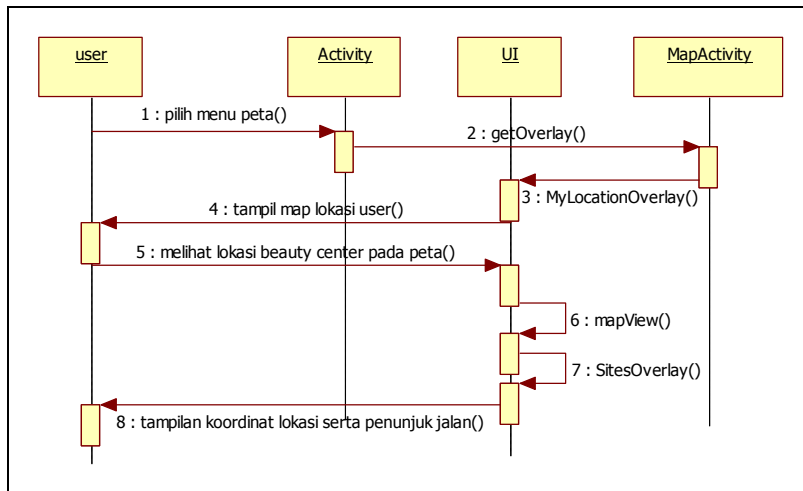 user
Activity
UI
MapActivity
1 : pilih menu peta()
2 : getOverlay()
3 : MyLocationOverlay()
4 : tampil map lokasi user()
5 : melihat lokasi beauty center pada peta()
6 : mapView()
7 : SitesOverlay()
8 : tampilan koordinat lokasi serta penunjuk jalan()